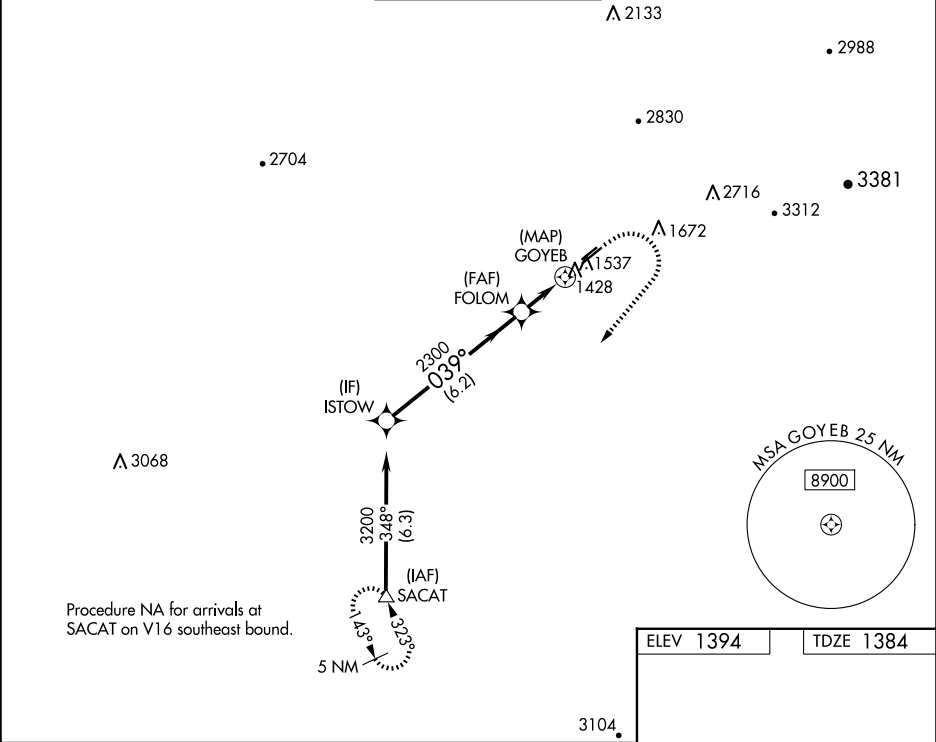 2133
2988
2830
2704
3381
2716
3312
1672
(MAP)
GOYEB
1537
1428
(FAF)
FOLOM
2300
039°
(6.2)
(IF)
ISTOW
3068
MSA GOYEB 25 NM
8900
3200
348°
(6.3)
(IAF)
SACAT
Procedure NA for arrivals at
SACAT on V16 southeast bound.
143°
323°
5 NM
ELEV 1394
TDZE 1384
3104